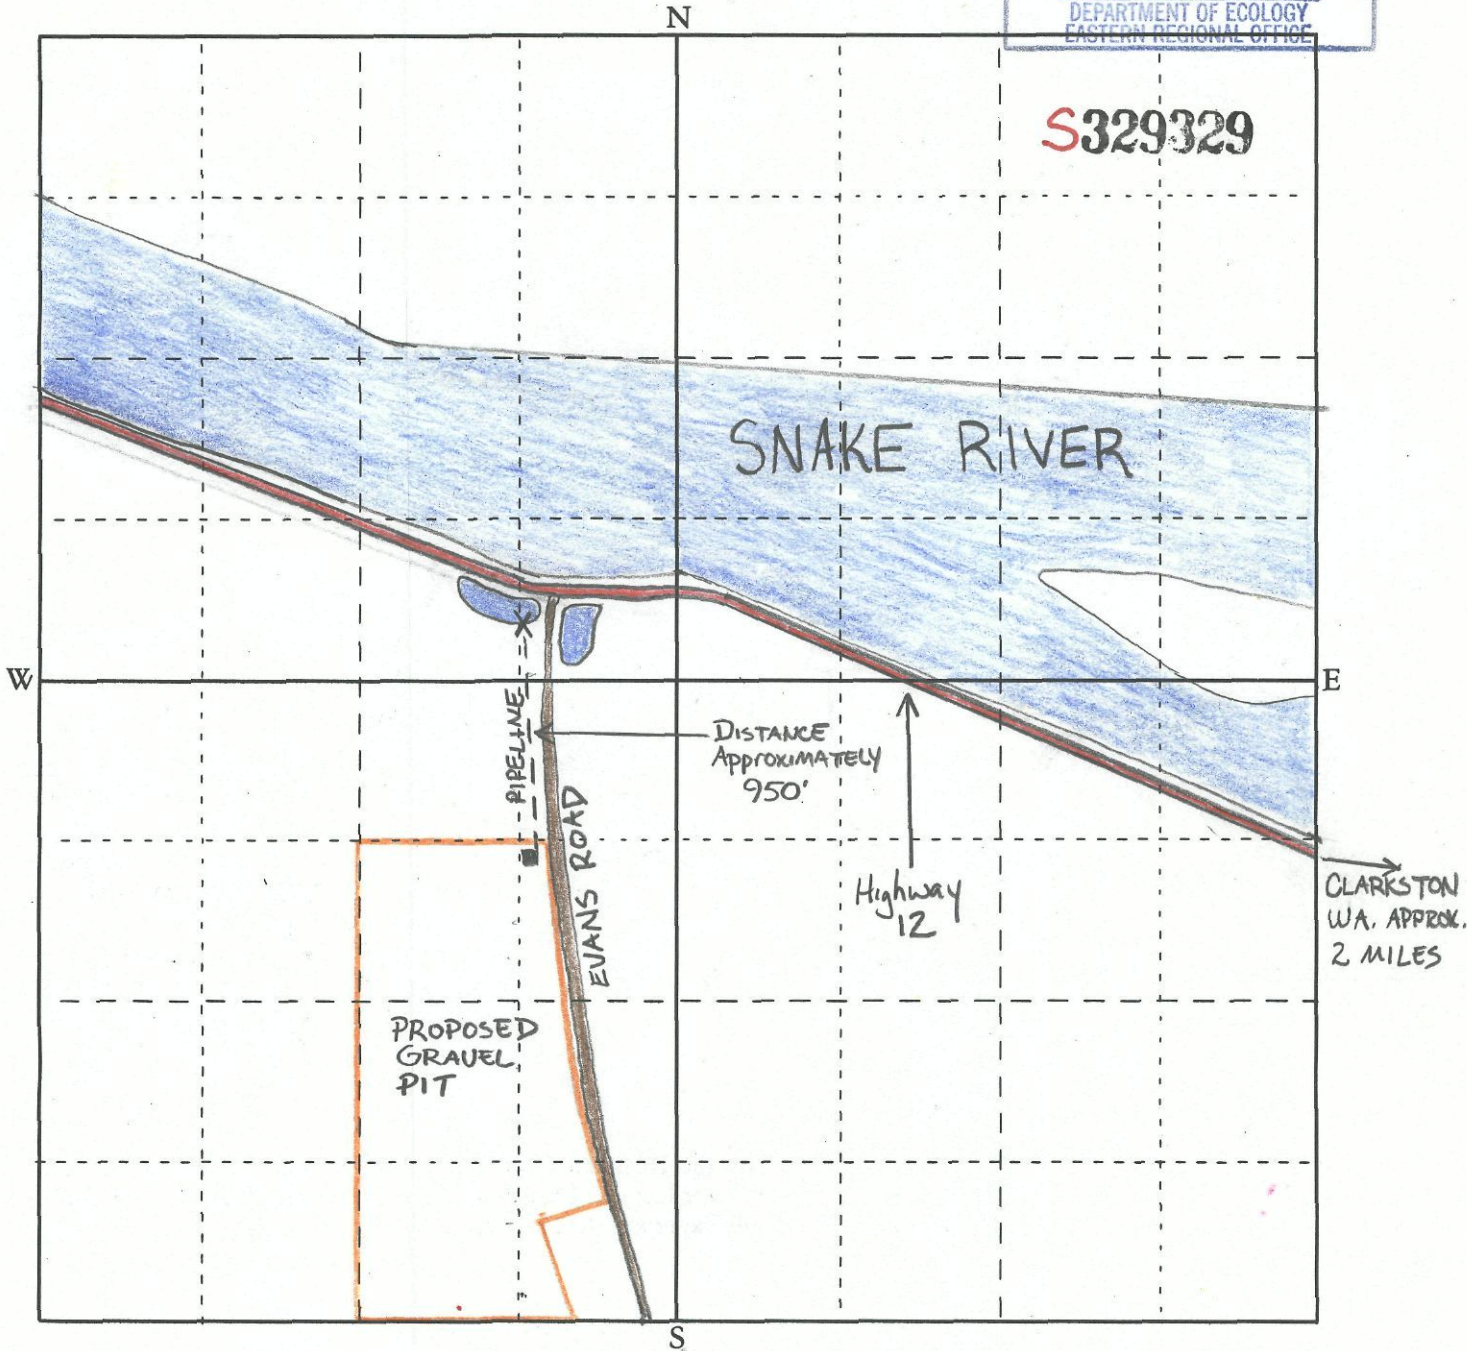 N
DEPARTMENT OF ECOLOGY
EASTERN REGIONAL OFFICE
S329329
SNAKE RIVER
W
E
PIPELINE
DISTANCE
APPROXIMATELY
950'
EVANS ROAD
Highway
12
CLARKSTON
WA. APPROX.
2 MILES
PROPOSED
GRAVEL
PIT
S